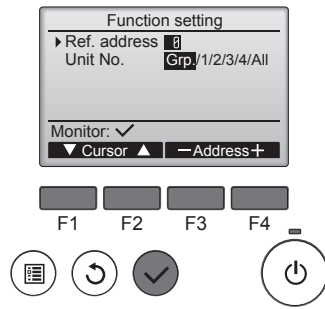 Function setting
Ref. address 0
Unit No. Grp./1/2/3/4/All
Monitor: ✓
▼ Cursor ▲ −Address+
F1 F2 F3 F4